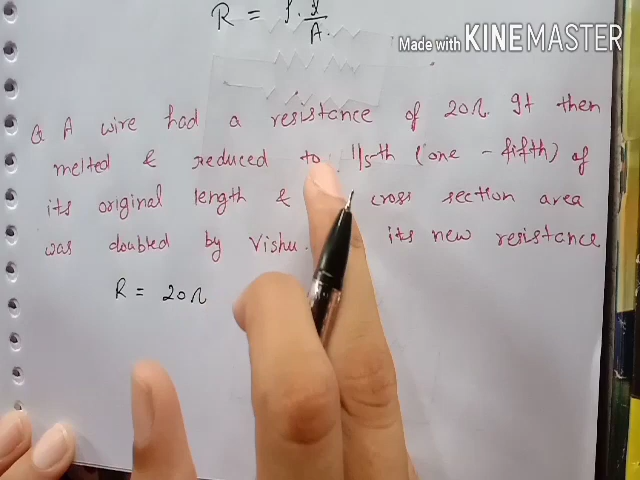 R = ρ. l/A.
Made with KINEMASTER
Q A wire had a resistance of 20Ω. It then
melted & reduced to 1/5th (one - fifth) of
its original length & cross section area
was doubled by Vishu. its new resistance
R = 20Ω